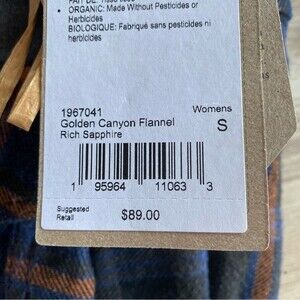 • ORGANIC: Made Without Pesticides or
Herbicides
BIOLOGIQUE: Fabriqué sans pesticides ni
herbicides
1967041 Womens
Golden Canyon Flannel S
Rich Sapphire
1 95964 11063 3
Suggested
Retail $89.00